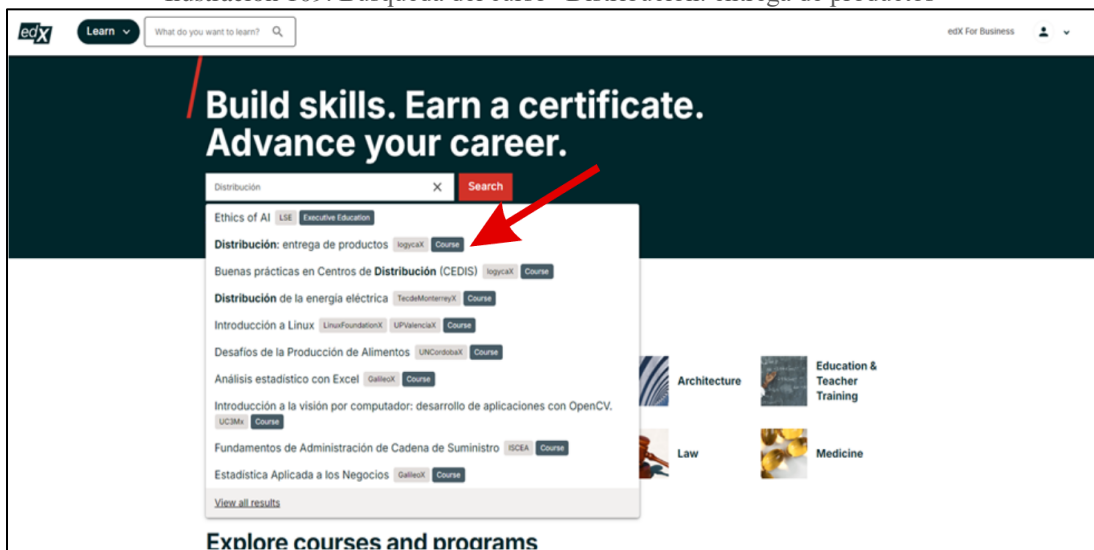 Ilustración 189. Búsqueda del curso "Distribución: entrega de productos"
edX
Learn
What do you want to learn?
edX For Business
Build skills. Earn a certificate.
Advance your career.
Distribución
Search
Ethics of AI LSE Executive Education
Distribución: entrega de productos logycaX Course
Buenas prácticas en Centros de Distribución (CEDIS) logycaX Course
Distribución de la energía eléctrica TecdeMonterreyX Course
Introducción a Linux LinuxFoundationX UPValenciaX Course
Desafíos de la Producción de Alimentos UNCordobaX Course
Análisis estadístico con Excel GalileoX Course
Introducción a la visión por computador: desarrollo de aplicaciones con OpenCV.
UC3Mx Course
Fundamentos de Administración de Cadena de Suministro ISCEA Course
Estadística Aplicada a los Negocios GalileoX Course
View all results
Architecture
Education &
Teacher
Training
Law
Medicine
Explore courses and programs